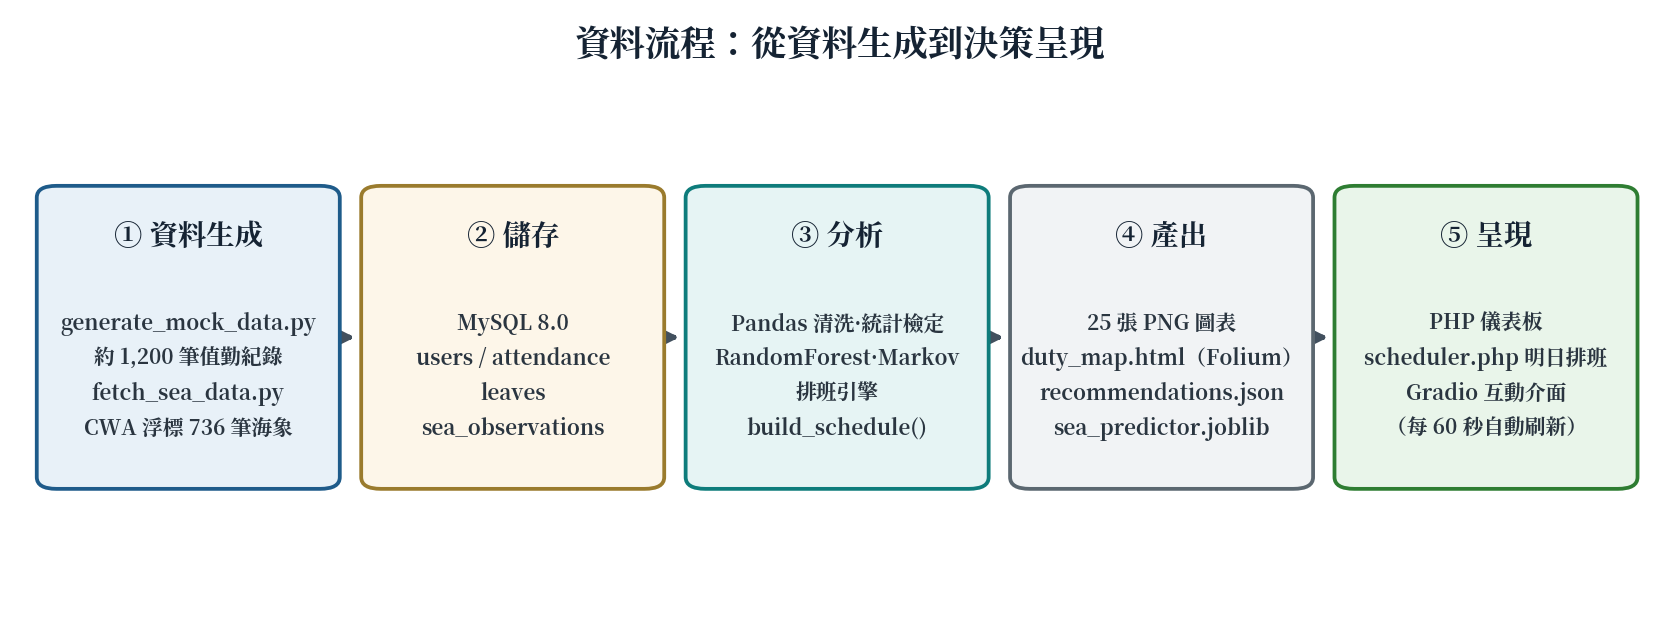 資料流程：從資料生成到決策呈現
① 資料生成
generate_mock_data.py
約 1,200 筆值勤紀錄
fetch_sea_data.py
CWA 浮標 736 筆海象
② 儲存
MySQL 8.0
users / attendance
leaves
sea_observations
③ 分析
Pandas 清洗·統計檢定
RandomForest·Markov
排班引擎
build_schedule()
④ 產出
25 張 PNG 圖表
duty_map.html（Folium）
recommendations.json
sea_predictor.joblib
⑤ 呈現
PHP 儀表板
scheduler.php 明日排班
Gradio 互動介面
（每 60 秒自動刷新）